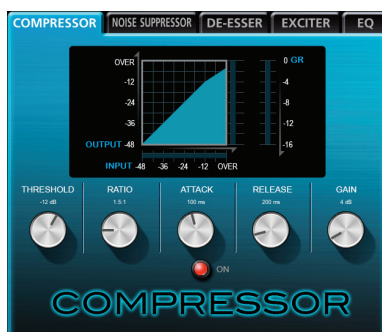 COMPRESSOR NOISE SUPPRESSOR DE-ESSER EXCITER EQ
OVER 0 GR
-12 -4
-24 -8
-36 -12
OUTPUT -48 -16
INPUT -48 -36 -24 -12 OVER
THRESHOLD RATIO ATTACK RELEASE GAIN
-12 dB 1.5:1 100 ms 200 ms 4 dB
ON
COMPRESSOR